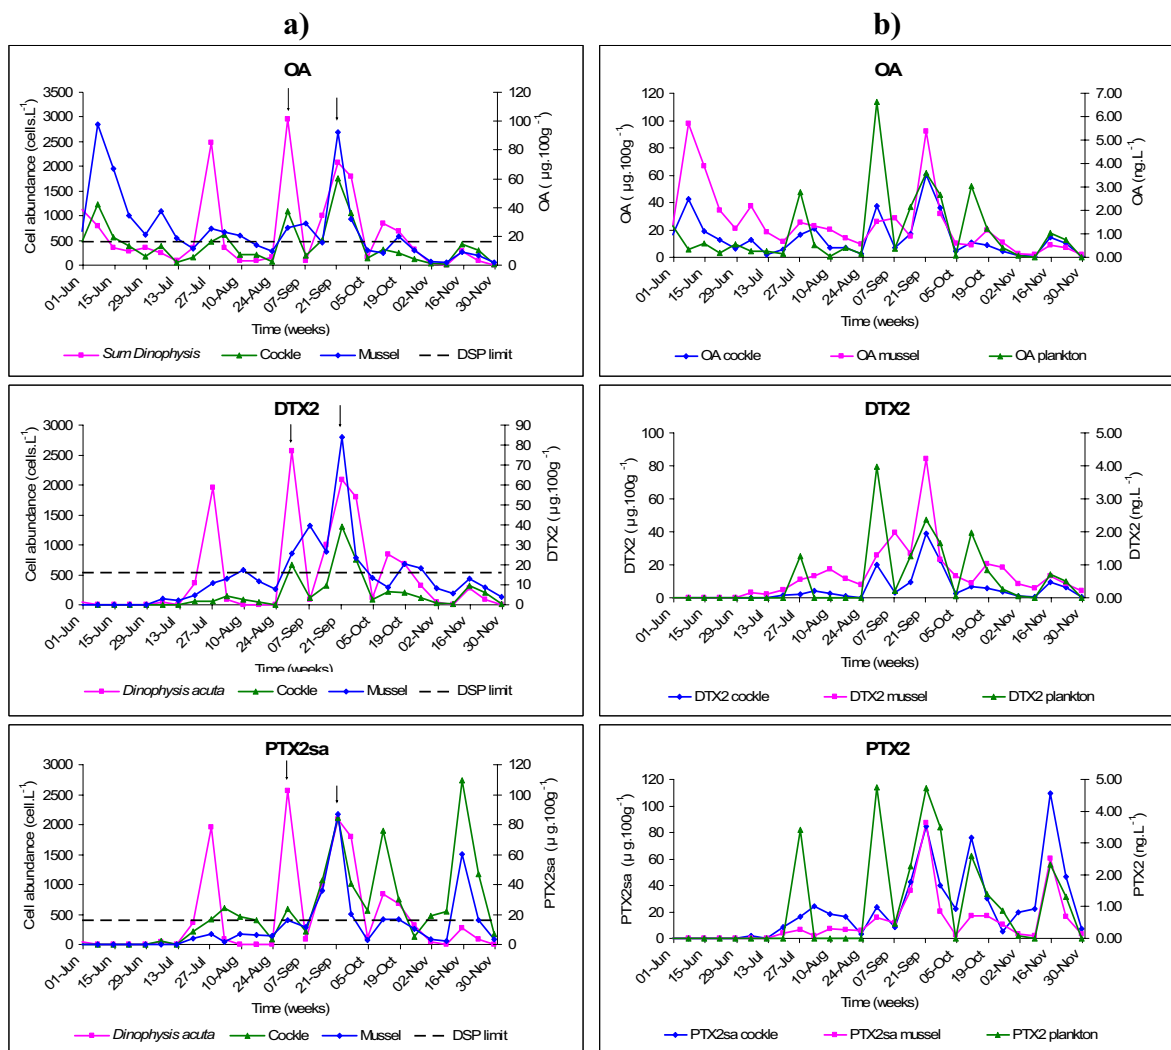 a)
b)
OA
Cell abundance (cells.L-1)
3500
3000
2500
2000
1500
1000
500
0
120
100
80
60
40
20
0
OA ( µg.100g-1)
01-Jun
15-Jun
29-Jun
13-Jul
27-Jul
10-Aug
24-Aug
07-Sep
21-Sep
05-Oct
19-Oct
02-Nov
16-Nov
30-Nov
Time (weeks)
Sum Dinophysis
Cockle
Mussel
DSP limit
OA
OA ( µg.100g-1)
120
100
80
60
40
20
0
7.00
6.00
5.00
4.00
3.00
2.00
1.00
0.00
OA (ng.L-1)
01-Jun
15-Jun
29-Jun
13-Jul
27-Jul
10-Aug
24-Aug
07-Sep
21-Sep
05-Oct
19-Oct
02-Nov
16-Nov
30-Nov
Time (weeks)
OA cockle
OA mussel
OA plankton
DTX2
Cell abundance (cells.L-1)
3000
2500
2000
1500
1000
500
0
90
80
70
60
50
40
30
20
10
0
DTX2 ( µg.100g-1)
01-Jun
15-Jun
29-Jun
13-Jul
27-Jul
10-Aug
24-Aug
07-Sep
21-Sep
05-Oct
19-Oct
02-Nov
16-Nov
30-Nov
Time (weeks)
Dinophysis acuta
Cockle
Mussel
DSP limit
DTX2
DTX2 ( µg.100g-1)
100
80
60
40
20
0
5.00
4.00
3.00
2.00
1.00
0.00
DTX2 (ng.L-1)
01-Jun
15-Jun
29-Jun
13-Jul
27-Jul
10-Aug
24-Aug
07-Sep
21-Sep
05-Oct
19-Oct
02-Nov
16-Nov
30-Nov
Time (weeks)
DTX2 cockle
DTX2 mussel
DTX2 plankton
PTX2sa
Cell abundance (cell.L-1)
3000
2500
2000
1500
1000
500
0
120
100
80
60
40
20
0
PTX2sa (µ g.100g-1)
01-Jun
15-Jun
29-Jun
13-Jul
27-Jul
10-Aug
24-Aug
07-Sep
21-Sep
05-Oct
19-Oct
02-Nov
16-Nov
30-Nov
Time (weeks)
Dinophysis acuta
Cockle
Mussel
DSP limit
PTX2
PTX2sa (µ g.100g-1)
120
100
80
60
40
20
0
5.00
4.00
3.00
2.00
1.00
0.00
PTX2 (ng.L-1)
01-Jun
15-Jun
29-Jun
13-Jul
27-Jul
10-Aug
24-Aug
07-Sep
21-Sep
05-Oct
19-Oct
02-Nov
16-Nov
30-Nov
Time (weeks)
PTX2sa cockle
PTX2sa mussel
PTX2 plankton